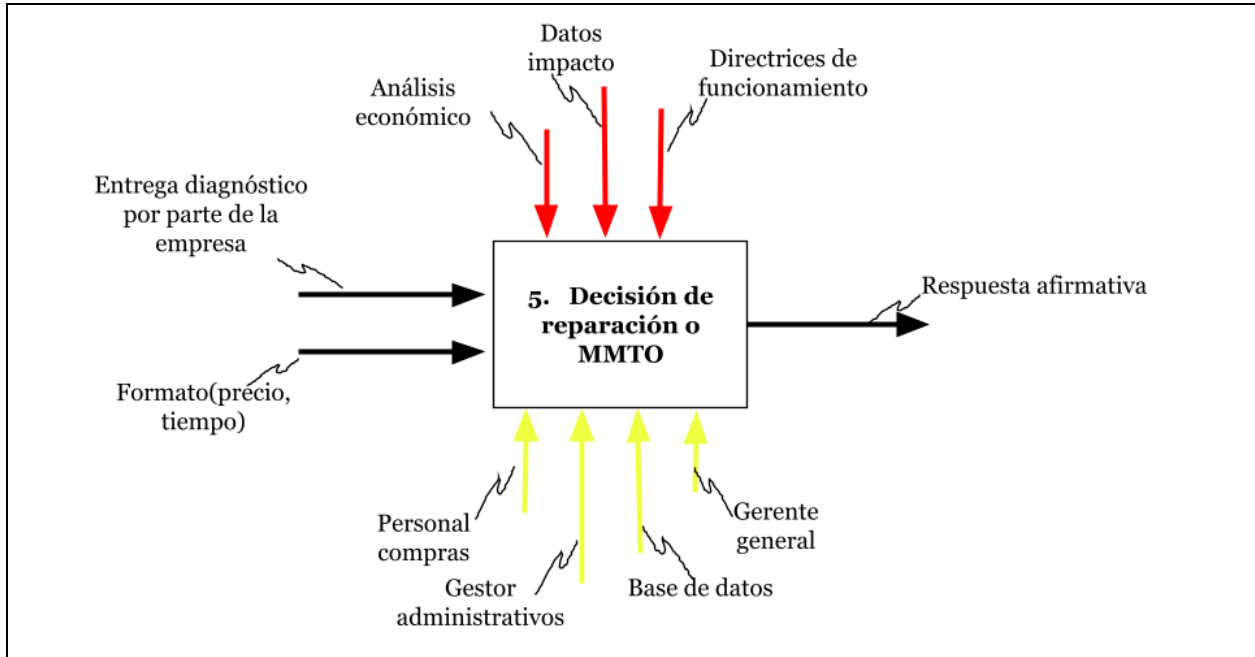 Datos
impacto
Directrices de
funcionamiento
Análisis
económico
Entrega diagnóstico
por parte de la
empresa
5. Decisión de
reparación o
MMTO
Respuesta afirmativa
Formato(precio,
tiempo)
Personal
compras
Gestor
administrativos
Base de datos
Gerente
general